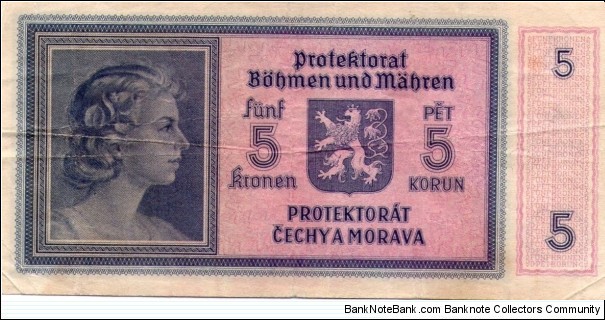 Protektorat
Böhmen und Mähren
fünf PĚT
5 5
kronen KORUN
PROTEKTORÁT
ČECHY A MORAVA
5
5
BankNoteBank.com Banknote Collectors Community